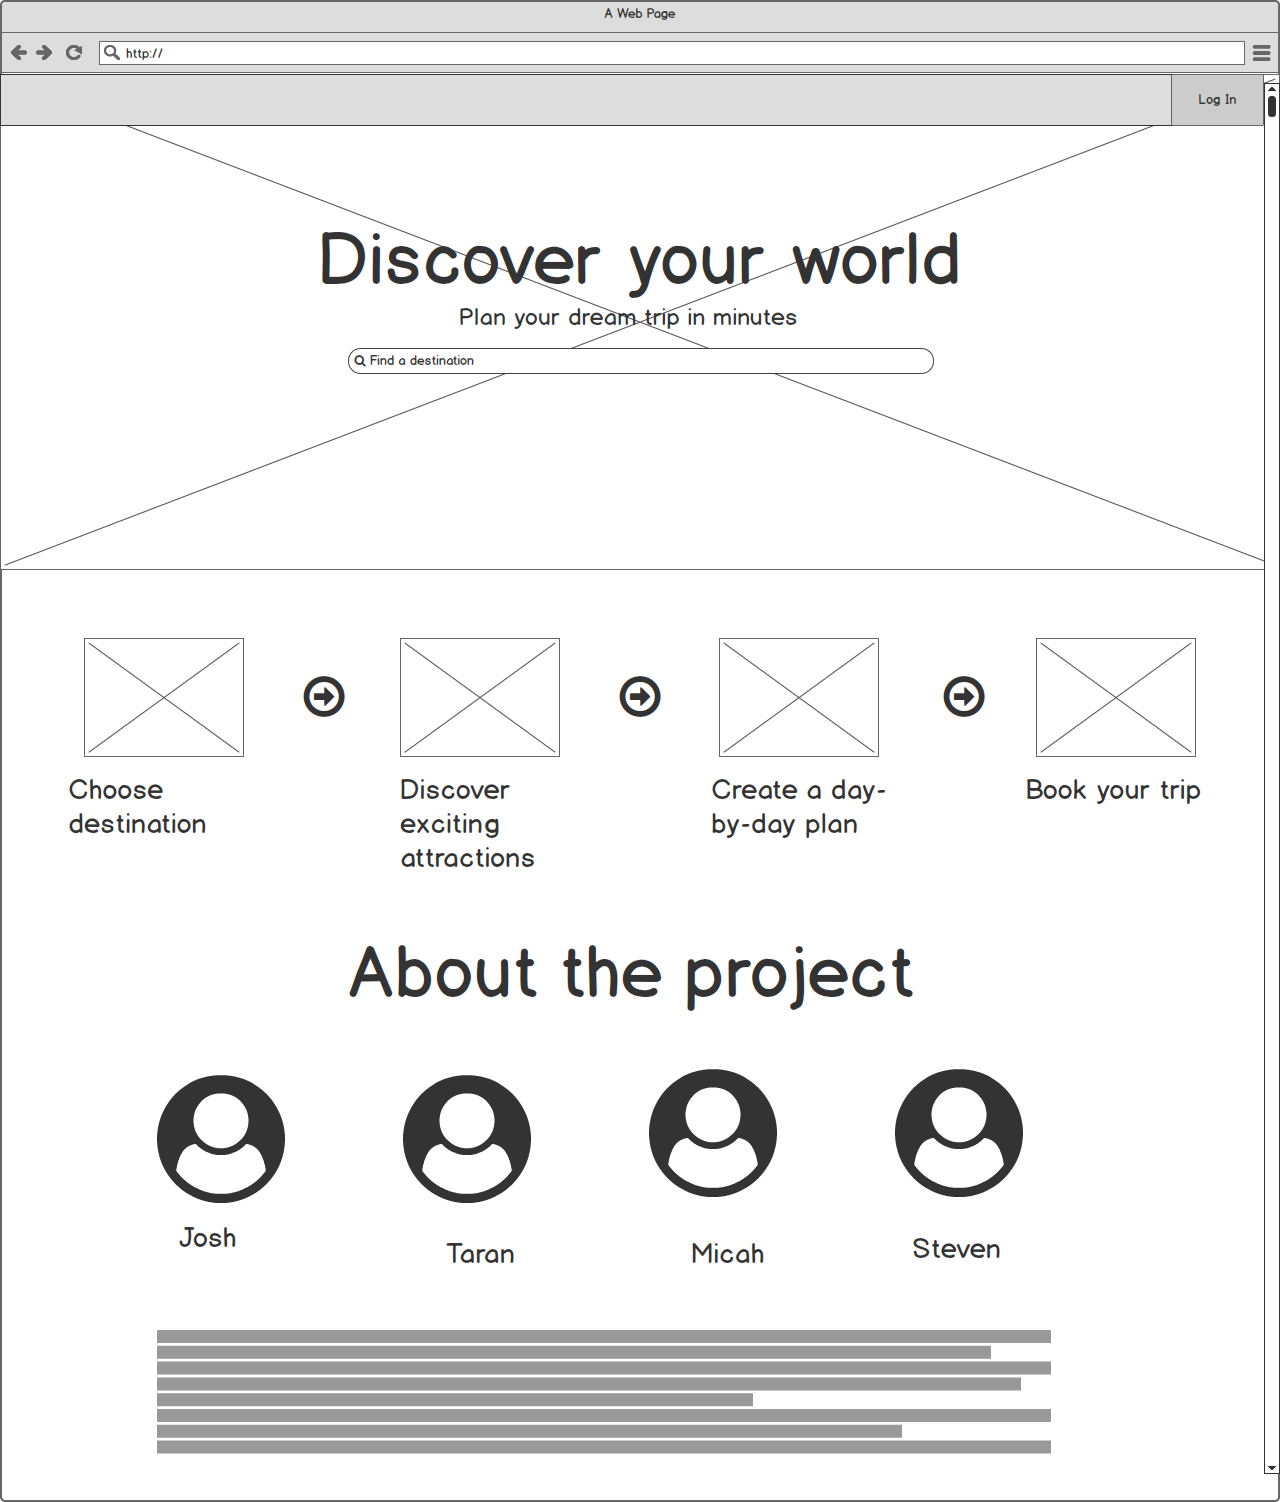 A Web Page
http://
Log In
Discover your world
Plan your dream trip in minutes
Find a destination
Choose
destination
Discover
exciting
attractions
Create a day-
by-day plan
Book your trip
About the project
Josh
Taran
Micah
Steven